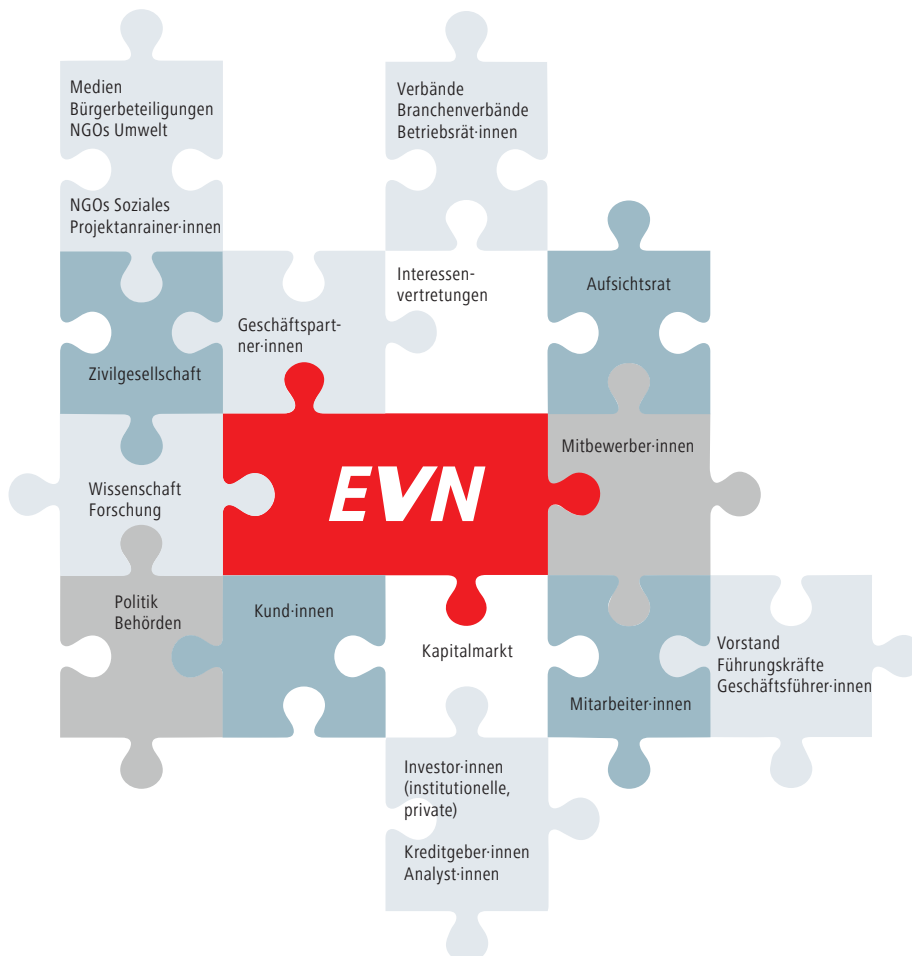 Medien
Bürgerbeteiligungen
NGOs Umwelt
NGOs Soziales
Projektanrainer·innen
Verbände
Branchenverbände
Betriebsrät·innen
Interessen-
vertretungen
Aufsichtsrat
Geschäftspart-
ner·innen
Zivilgesellschaft
Wissenschaft
Forschung
EVN
Mitbewerber·innen
Politik
Behörden
Kund·innen
Kapitalmarkt
Mitarbeiter·innen
Vorstand
Führungskräfte
Geschäftsführer·innen
Investor·innen
(institutionelle,
private)
Kreditgeber·innen
Analyst·innen